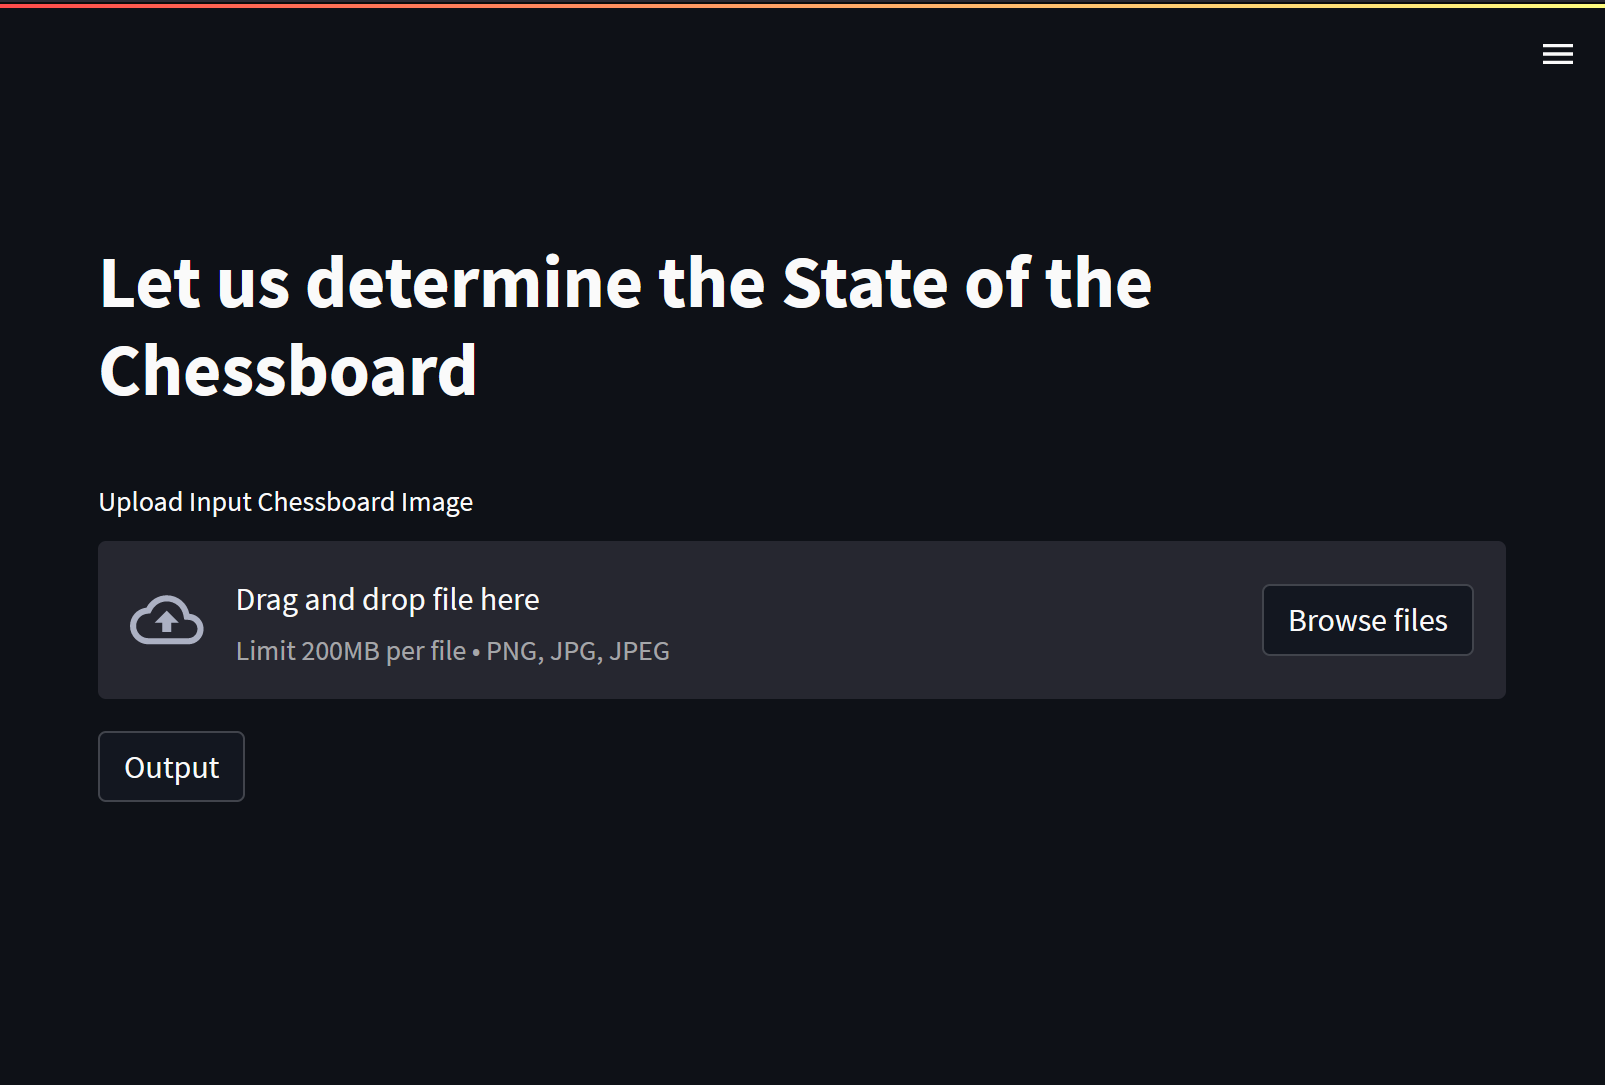 Let us determine the State of the
Chessboard
Upload Input Chessboard Image
Drag and drop file here
Limit 200MB per file • PNG, JPG, JPEG
Browse files
Output